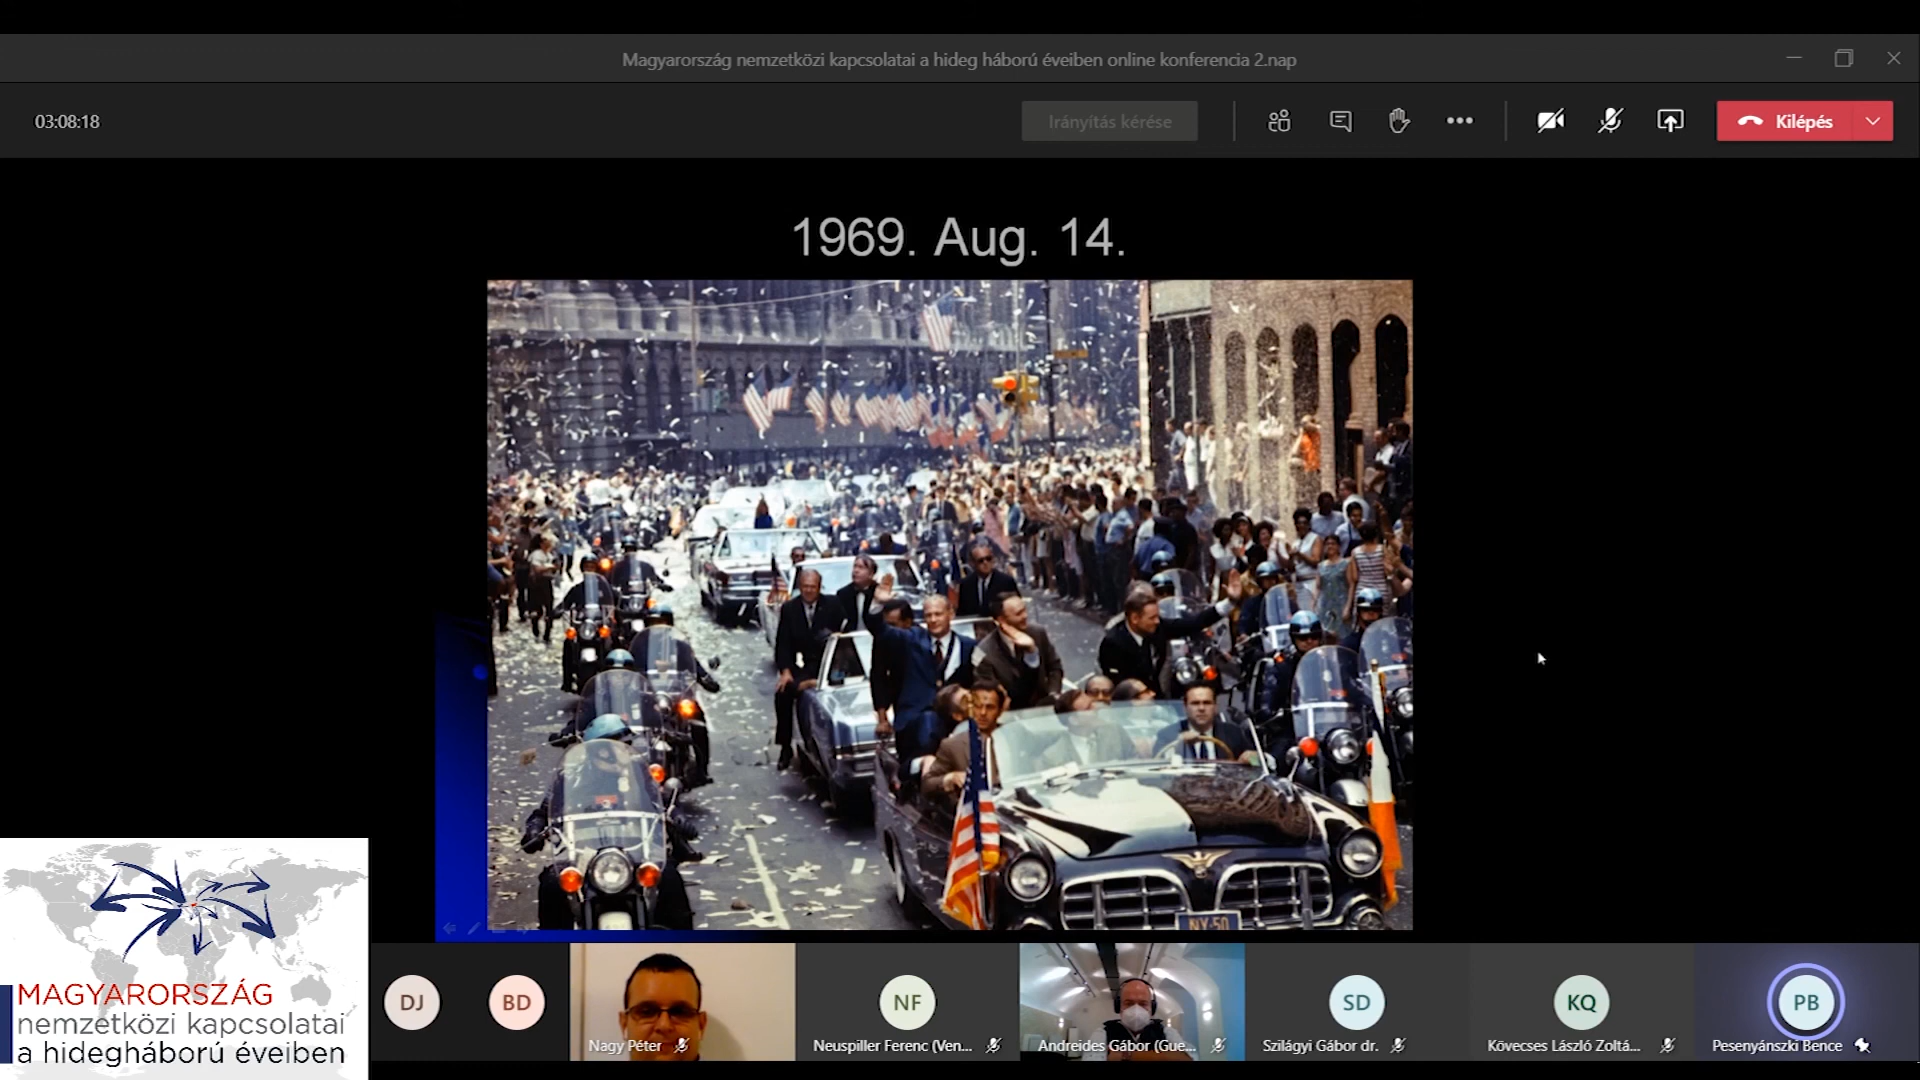 Magyarország nemzetközi kapcsolatai a hideg háború éveiben online konferencia 2.nap
03:08:18
Irányítás kérése
Kilépés
1969. Aug. 14.
NY-50
MAGYARORSZÁG
nemzetközi kapcsolatai
a hidegháború éveiben
DJ
BD
NF
SD
KQ
PB
Nagy Péter
Neuspiller Ferenc (Ven...
Andreides Gábor (Gue...
Szilágyi Gábor dr.
Kövecses László Zoltá...
Pesenyánszki Bence